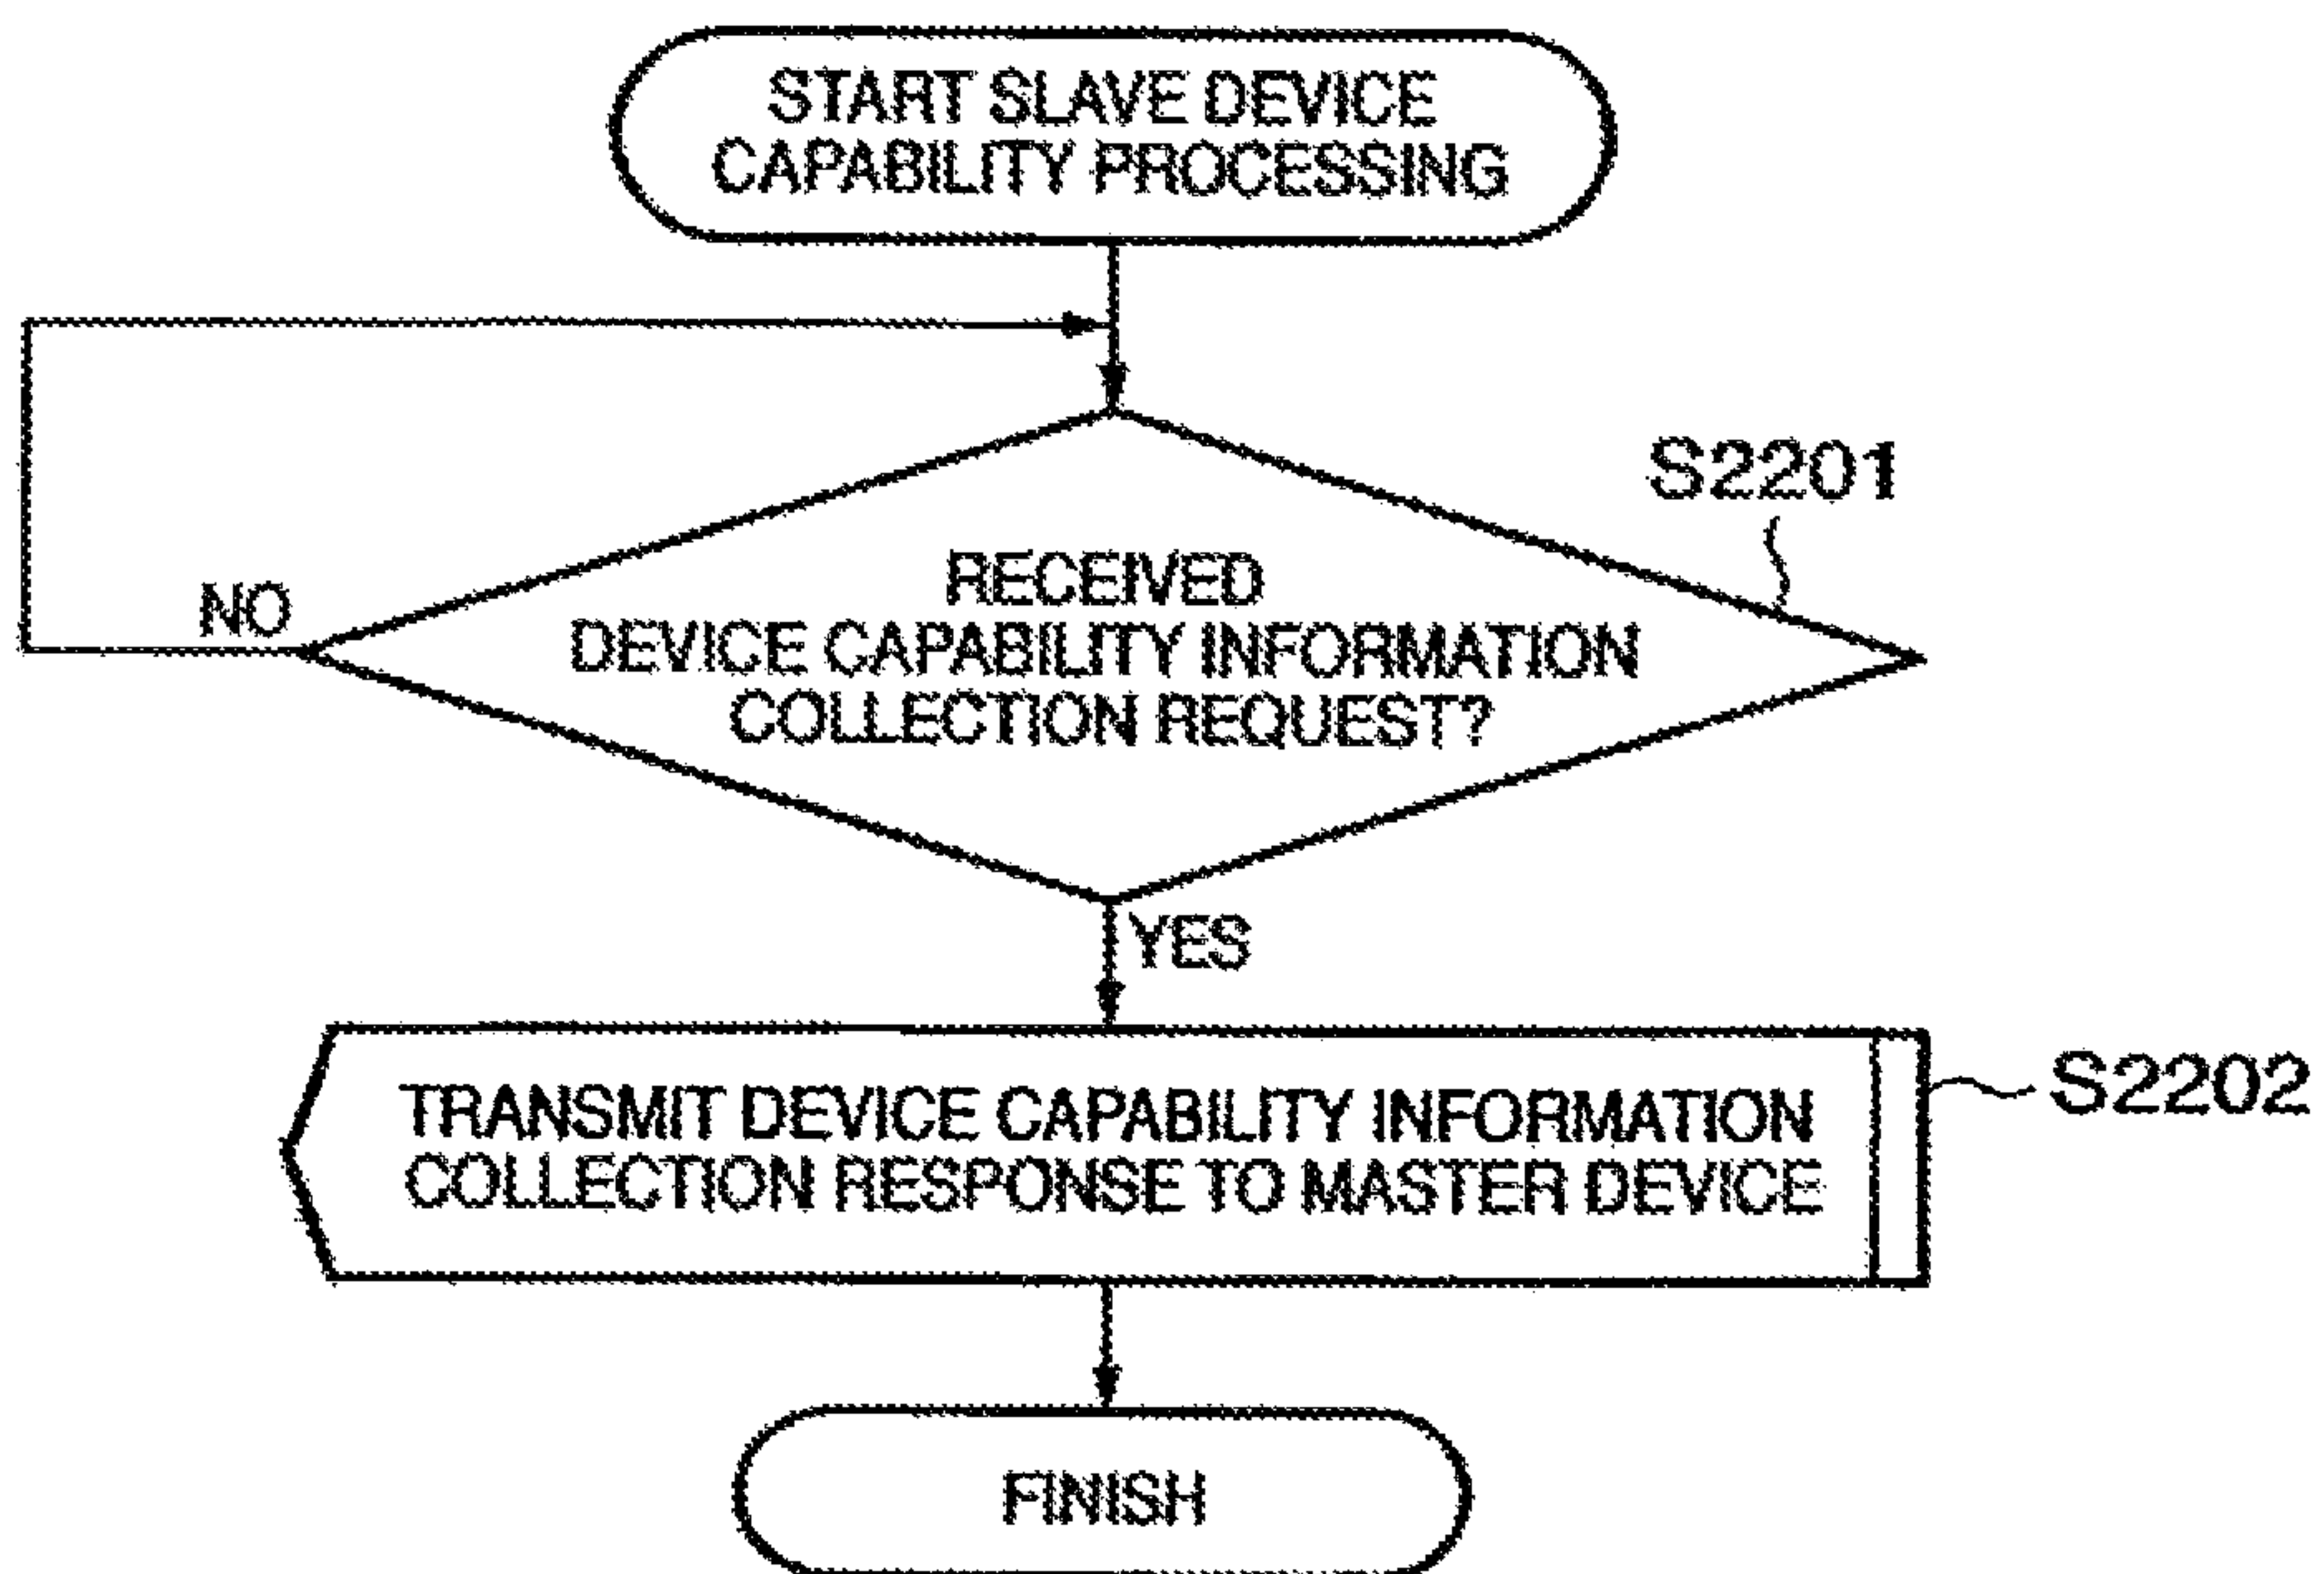 START SLAVE DEVICE
CAPABILITY PROCESSING
S2201
RECEIVED
DEVICE CAPABILITY INFORMATION
COLLECTION REQUEST?
NO
YES
TRANSMIT DEVICE CAPABILITY INFORMATION
COLLECTION RESPONSE TO MASTER DEVICE
S2202
FINISH